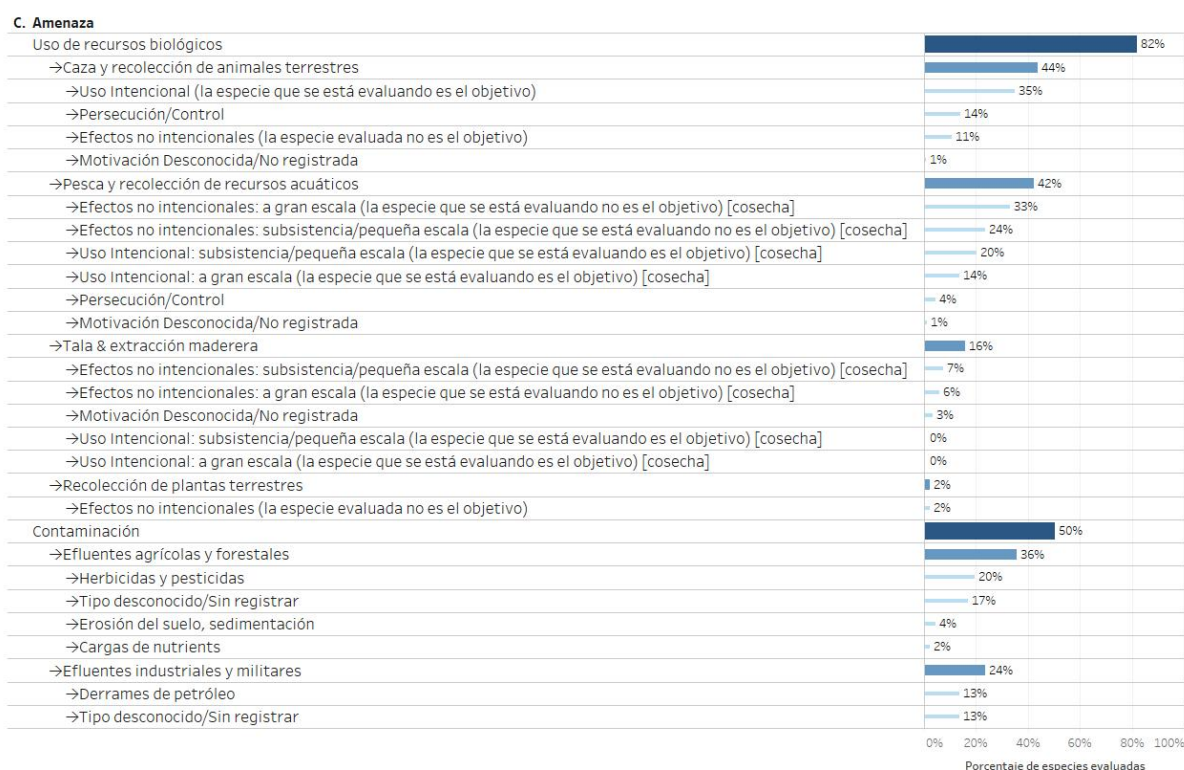 C. Amenaza
Uso de recursos biológicos 82%
→Caza y recolección de animales terrestres 44%
→Uso Intencional (la especie que se está evaluando es el objetivo) 35%
→Persecución/Control 14%
→Efectos no intencionales (la especie evaluada no es el objetivo) 11%
→Motivación Desconocida/No registrada 1%
→Pesca y recolección de recursos acuáticos 42%
→Efectos no intencionales: a gran escala (la especie que se está evaluando no es el objetivo) [cosecha] 33%
→Efectos no intencionales: subsistencia/pequeña escala (la especie que se está evaluando no es el objetivo) [cosecha] 24%
→Uso Intencional: subsistencia/pequeña escala (la especie que se está evaluando es el objetivo) [cosecha] 20%
→Uso Intencional: a gran escala (la especie que se está evaluando es el objetivo) [cosecha] 14%
→Persecución/Control 4%
→Motivación Desconocida/No registrada 1%
→Tala & extracción maderera 16%
→Efectos no intencionales: subsistencia/pequeña escala (la especie que se está evaluando no es el objetivo) [cosecha] 7%
→Efectos no intencionales: a gran escala (la especie que se está evaluando no es el objetivo) [cosecha] 6%
→Motivación Desconocida/No registrada 3%
→Uso Intencional: subsistencia/pequeña escala (la especie que se está evaluando es el objetivo) [cosecha] 0%
→Uso Intencional: a gran escala (la especie que se está evaluando es el objetivo) [cosecha] 0%
→Recolección de plantas terrestres 2%
→Efectos no intencionales (la especie evaluada no es el objetivo) 2%
Contaminación 50%
→Efluentes agrícolas y forestales 36%
→Herbicidas y pesticidas 20%
→Tipo desconocido/Sin registrar 17%
→Erosión del suelo, sedimentación 4%
→Cargas de nutrients 2%
→Efluentes industriales y militares 24%
→Derrames de petróleo 13%
→Tipo desconocido/Sin registrar 13%
0% 20% 40% 60% 80% 100%
Porcentaje de especies evaluadas